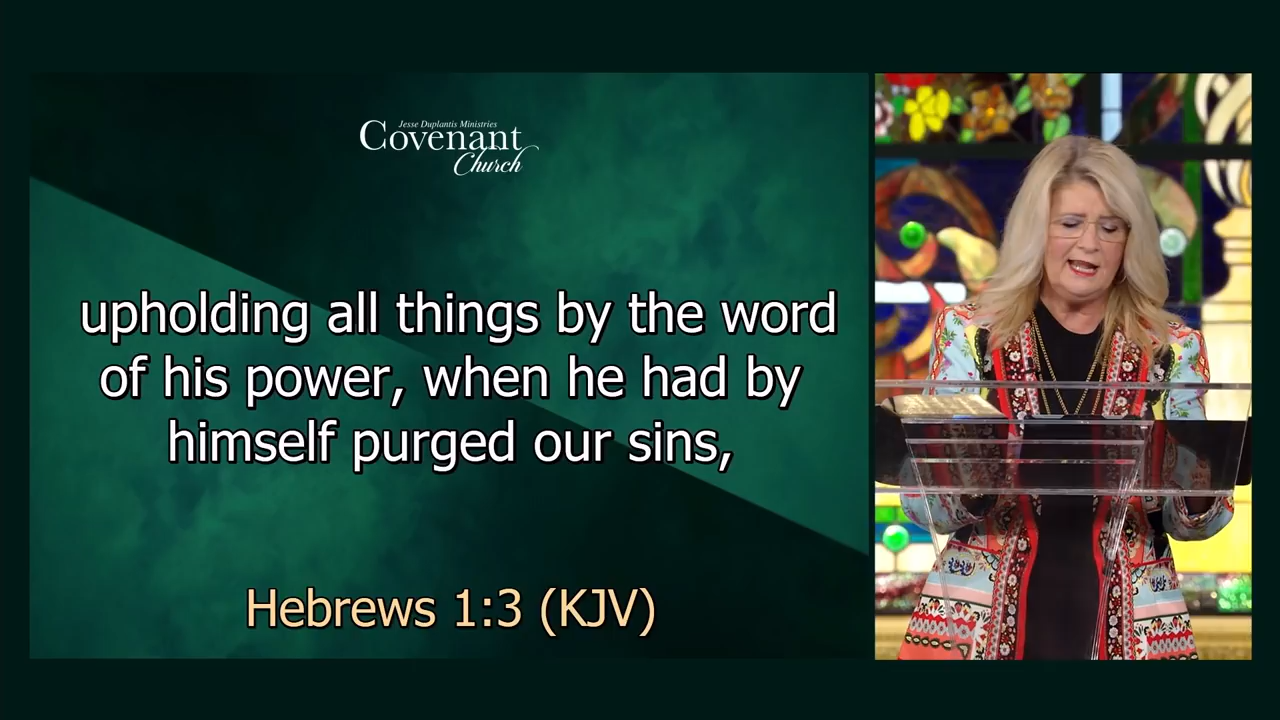 Jesse Duplantis Ministries
Covenant
Church
upholding all things by the word
of his power, when he had by
himself purged our sins,
Hebrews 1:3 (KJV)